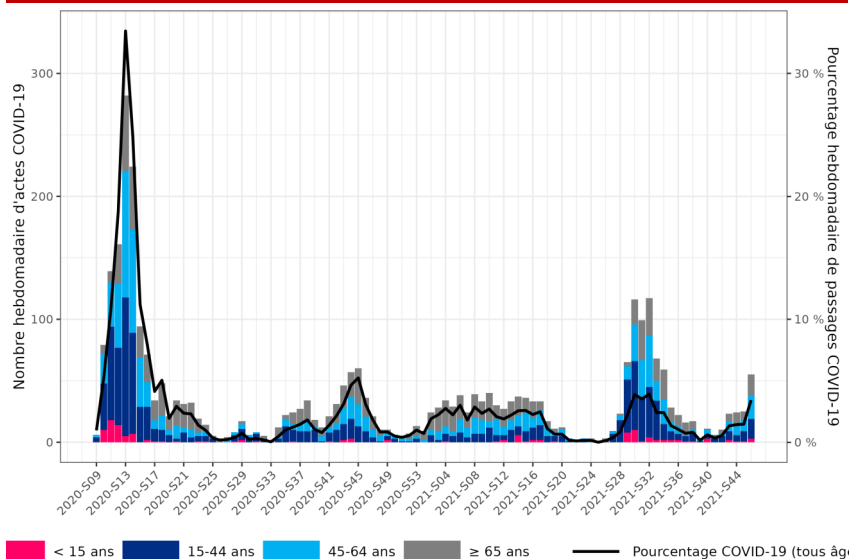 Nombre hebdomadaire d'actes COVID-19
300
200
100
0
30 %
20 %
10 %
0 %
Pourcentage hebdomadaire de passages COVID-19
2020-S09
2020-S13
2020-S17
2020-S21
2020-S25
2020-S29
2020-S33
2020-S37
2020-S41
2020-S45
2020-S49
2020-S53
2021-S04
2021-S08
2021-S12
2021-S16
2021-S20
2021-S24
2021-S28
2021-S32
2021-S36
2021-S40
2021-S44
< 15 ans 15-44 ans 45-64 ans ≥ 65 ans Pourcentage COVID-19 (tous âg